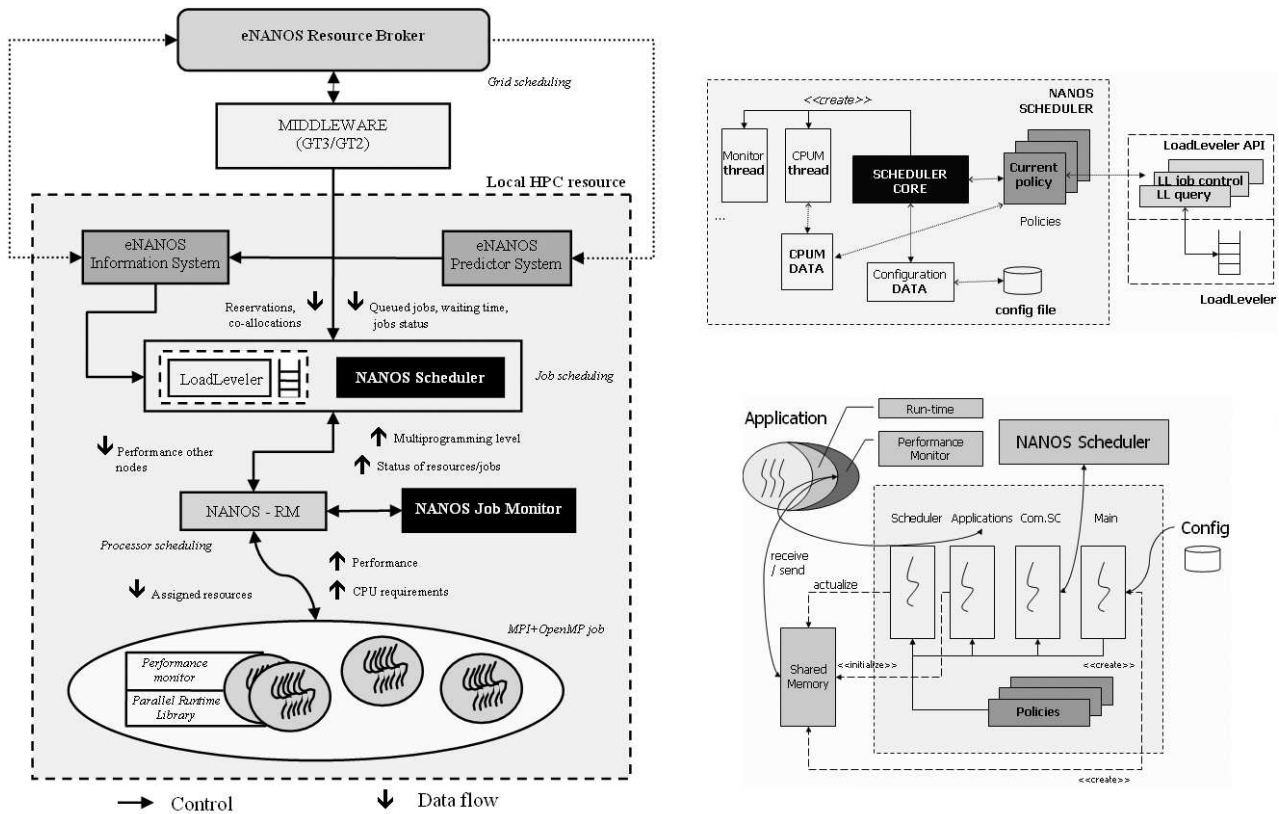 eNANOS Resource Broker
Grid scheduling
MIDDLEWARE
(GT3/GT2)
Local HPC resource
eNANOS
Information System
eNANOS
Predictor System
Reservations,
co-allocations
Queued jobs, waiting time,
jobs status
LoadLeveler
NANOS Scheduler
Job scheduling
Performance other
nodes
Multiprogramming level
Status of resources/jobs
NANOS - RM
NANOS Job Monitor
Processor scheduling
Performance
Assigned resources
CPU requirements
MPI+OpenMP job
Performance
monitor
Parallel Runtime
Library
Control
Data flow
<<create>>
NANOS
SCHEDULER
Monitor
thread
CPUM
thread
SCHEDULER
CORE
Current
policy
Policies
...
CPUM
DATA
Configuration
DATA
config file
LoadLeveler API
LL job control
LL query
LoadLeveler
Application
Run-time
Performance
Monitor
NANOS Scheduler
Scheduler
Applications
Com.SC
Main
Config
receive
/ send
actualize
Shared
Memory
<<initialize>>
<<create>>
Policies
<<create>>